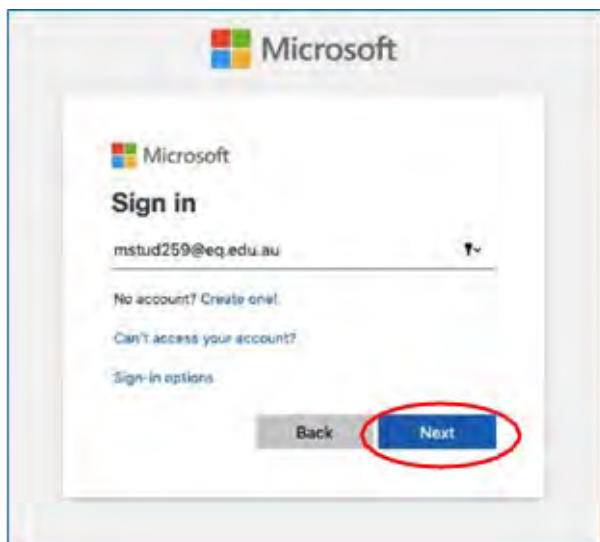 Microsoft
Microsoft
Sign in
mstud259@eq.edu.au
No account? Create one!
Can't access your account?
Sign-in options
Back Next